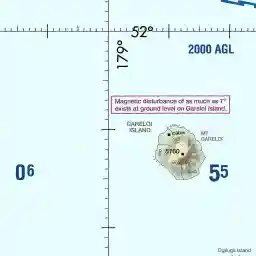 52°
179°
2000 AGL
Magnetic disturbance of as much as 1°
exists at ground level on Gareloi Island.
GARELOI
ISLAND
MT
GARELOI
5160
0⁶
5⁵
Ogliuga Island